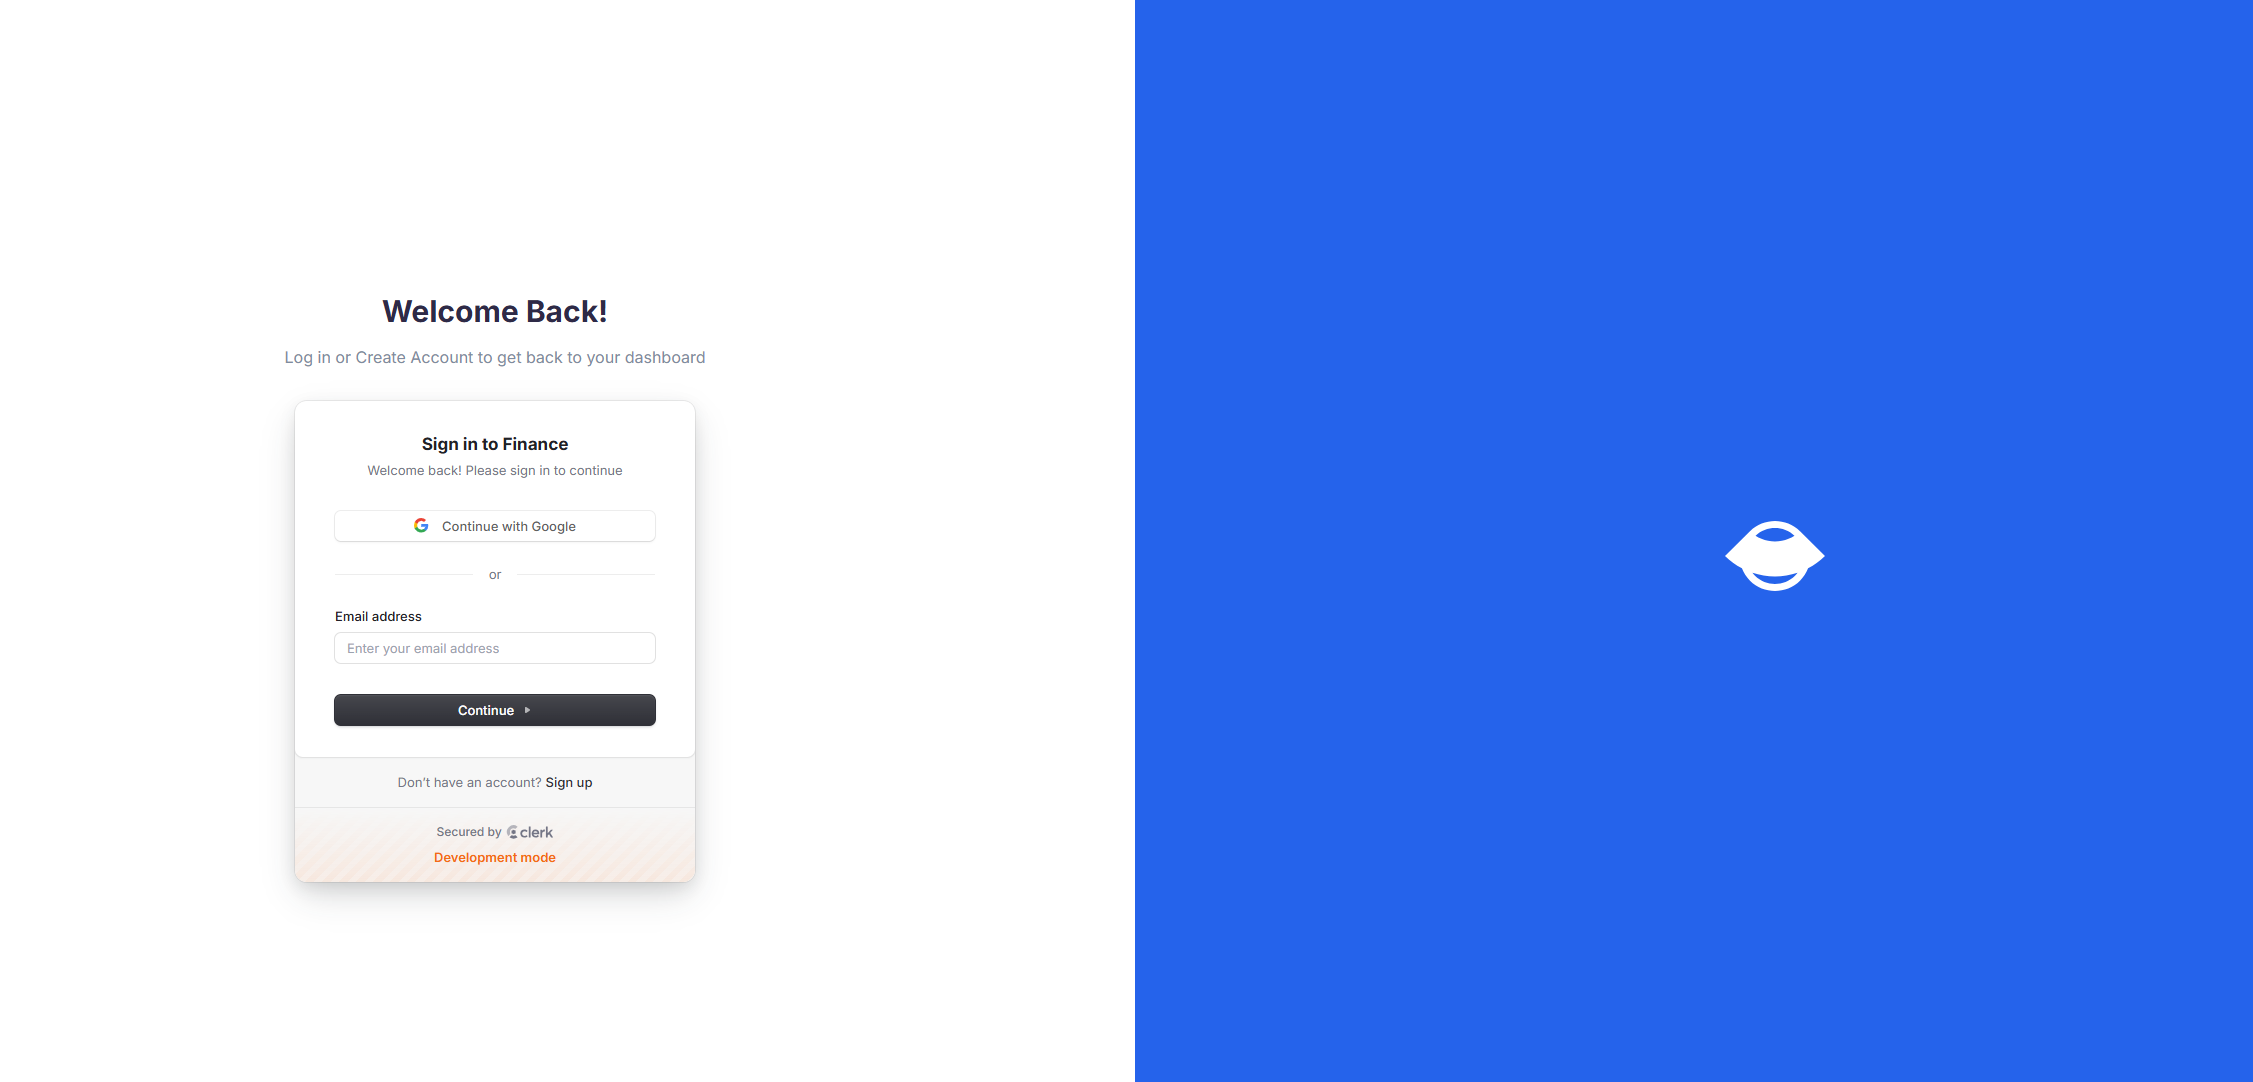 Welcome Back!
Log in or Create Account to get back to your dashboard
Sign in to Finance
Welcome back! Please sign in to continue
Continue with Google
or
Email address
Enter your email address
Continue
Don’t have an account? Sign up
Secured by clerk
Development mode